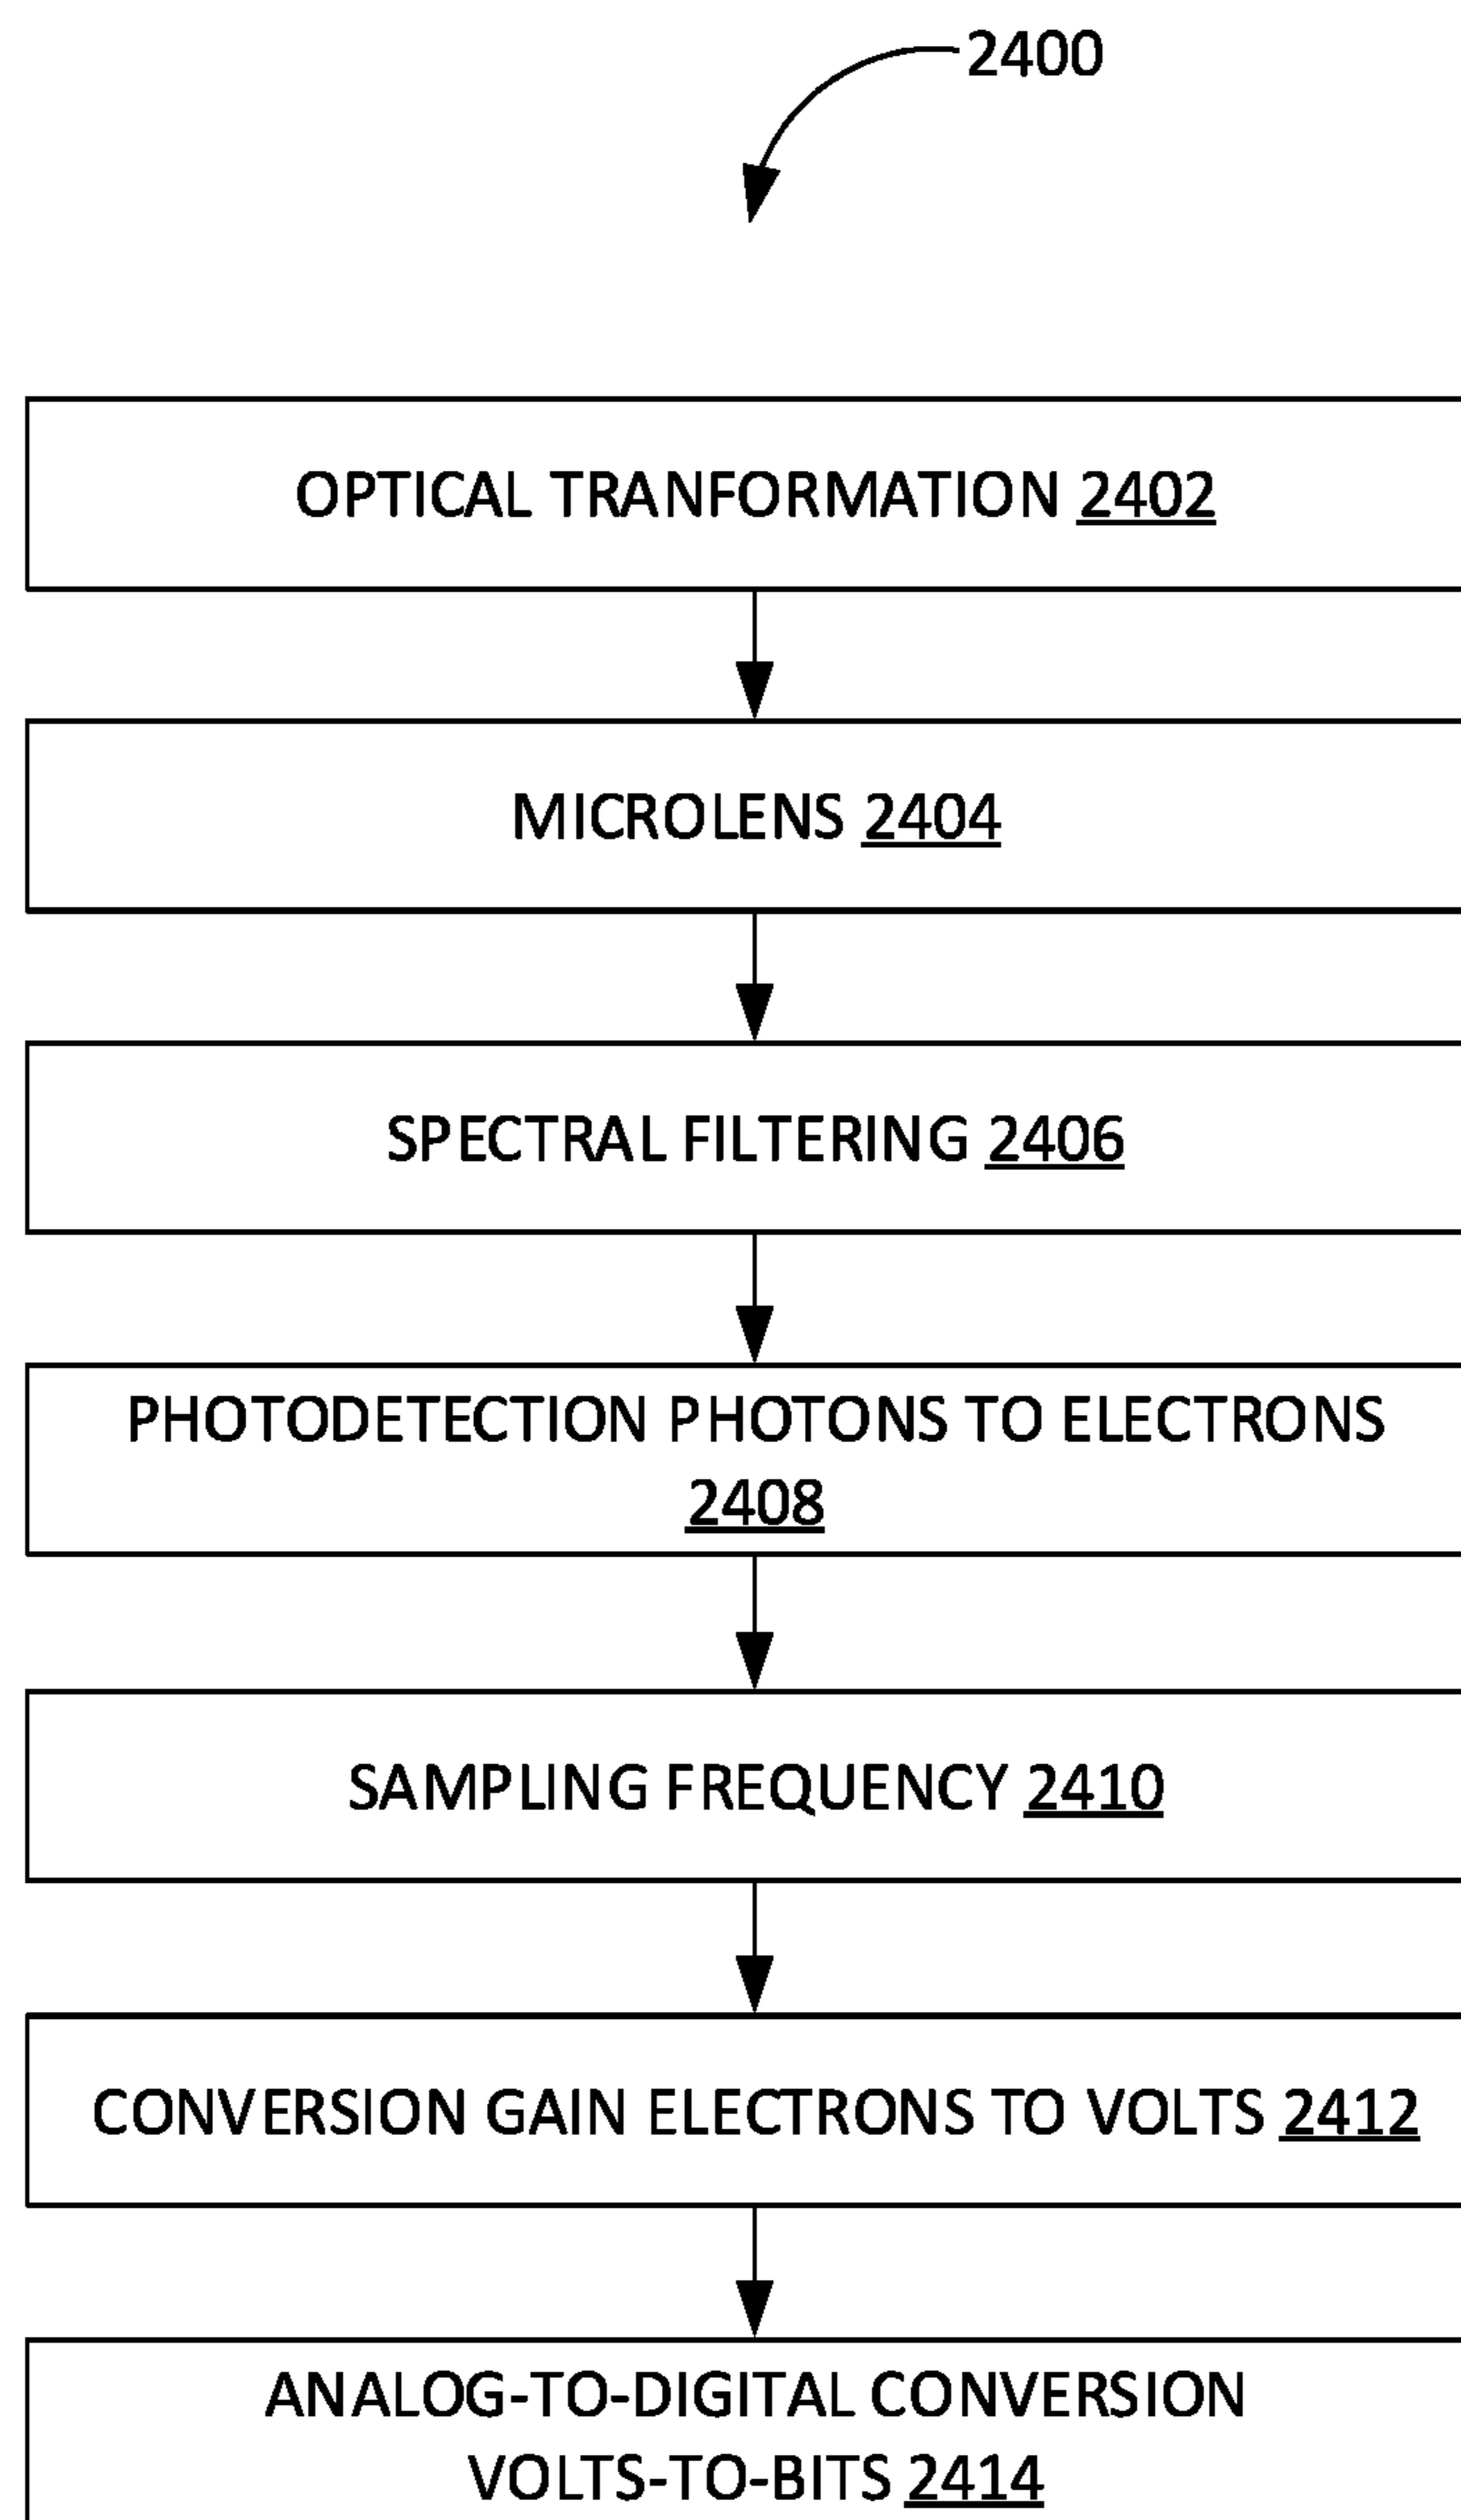 2400
OPTICAL TRANFORMATION 2402
MICROLENS 2404
SPECTRAL FILTERING 2406
PHOTODETECTION PHOTONS TO ELECTRONS
2408
SAMPLING FREQUENCY 2410
CONVERSION GAIN ELECTRONS TO VOLTS 2412
ANALOG-TO-DIGITAL CONVERSION
VOLTS-TO-BITS 2414